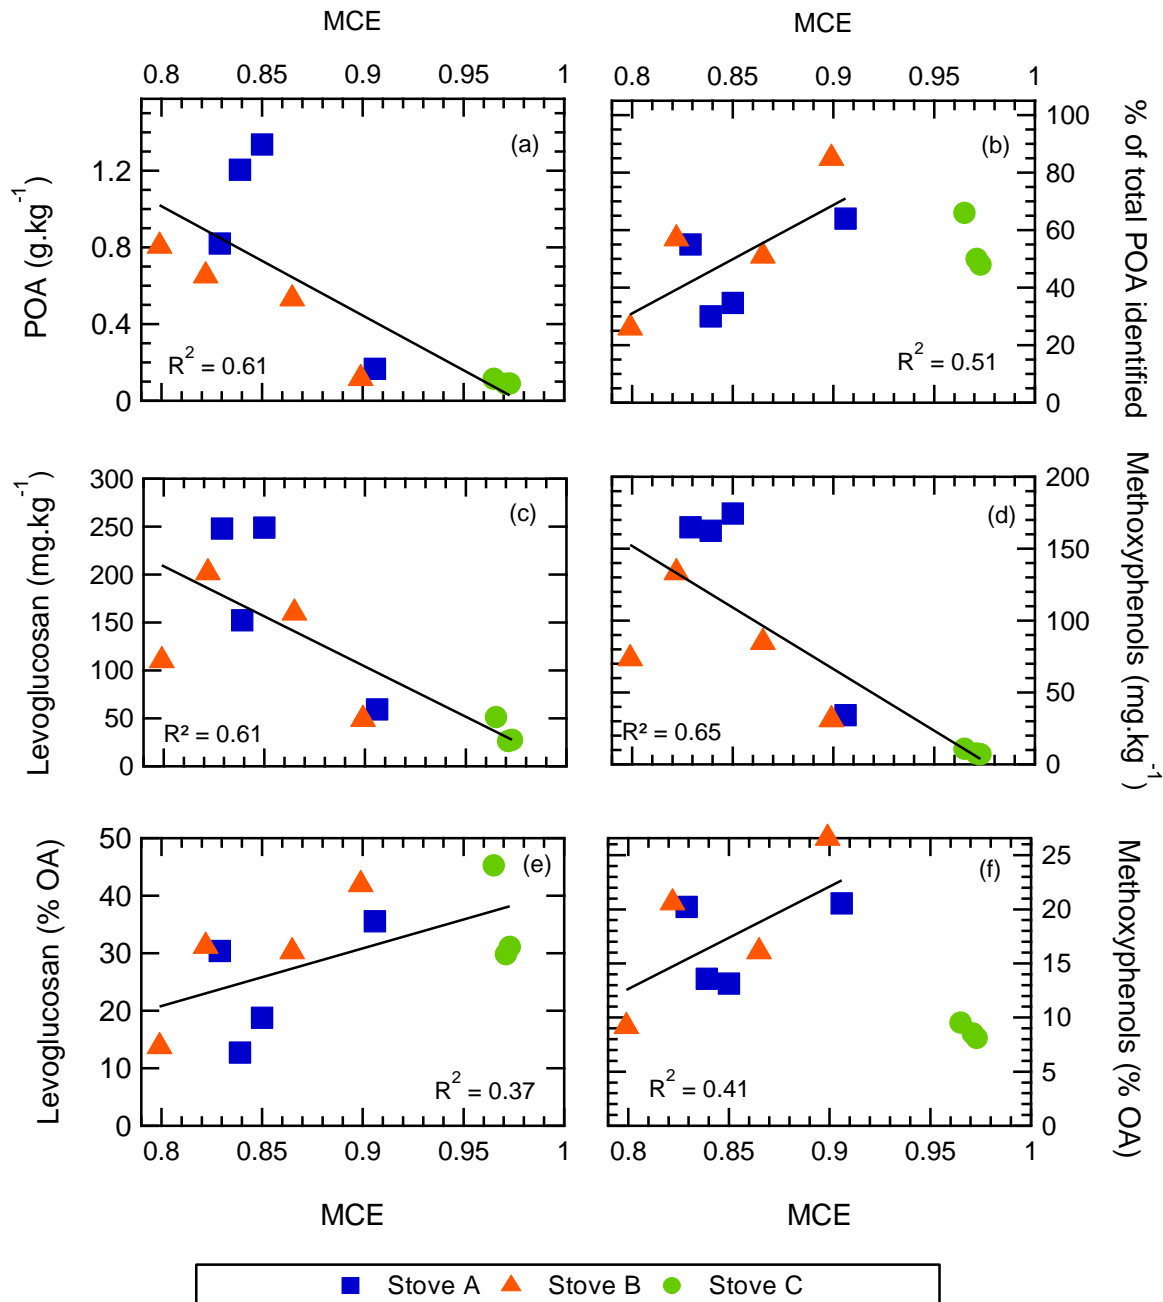 MCE
MCE
0.8 0.85 0.9 0.95 1
0.8 0.85 0.9 0.95 1
POA (g.kg-1)
1.2
0.8
0.4
0
(a)
R2 = 0.61
(b)
R2 = 0.51
100
80
60
40
20
0
% of total POA identified
Levoglucosan (mg.kg-1)
300
250
200
150
100
50
0
(c)
R² = 0.61
(d)
R² = 0.65
200
150
100
50
0
Methoxyphenols (mg.kg-1)
Levoglucosan (% OA)
50
40
30
20
10
0
(e)
R2 = 0.37
(f)
R2 = 0.41
25
20
15
10
5
0
Methoxyphenols (% OA)
0.8 0.85 0.9 0.95 1
0.8 0.85 0.9 0.95 1
MCE
MCE
Stove A Stove B Stove C